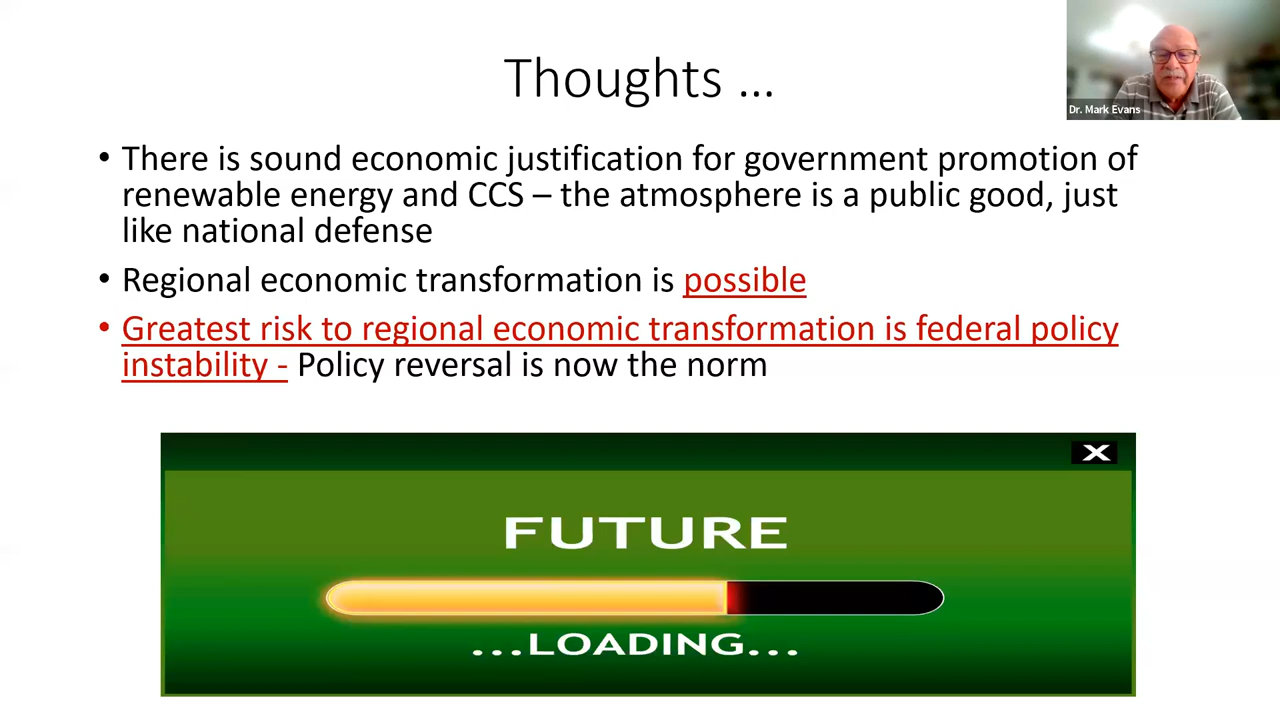 Thoughts …
Dr. Mark Evans
• There is sound economic justification for government promotion of
renewable energy and CCS – the atmosphere is a public good, just
like national defense
• Regional economic transformation is possible
• Greatest risk to regional economic transformation is federal policy
instability - Policy reversal is now the norm
X
FUTURE
...LOADING...